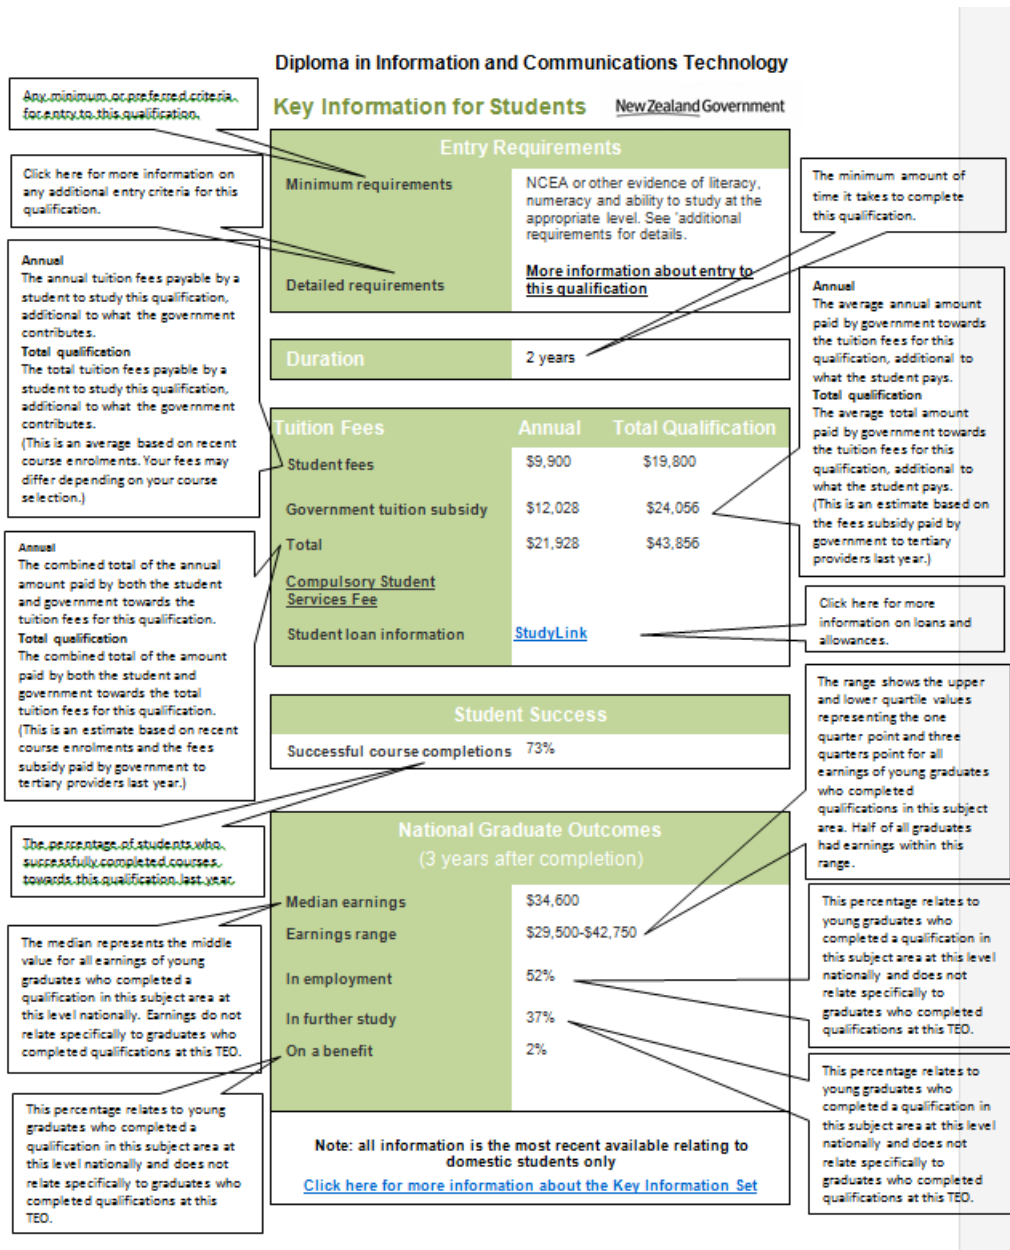 Diploma in Information and Communications Technology
Key Information for Students
New Zealand Government
Any minimum or preferred criteria
for entry to this qualification.
Click here for more information on
any additional entry criteria for this
qualification.
Entry Requirements
Minimum requirements
NCEA or other evidence of literacy,
numeracy and ability to study at the
appropriate level. See 'additional
requirements for details.
Detailed requirements
More information about entry to
this qualification
The minimum amount of
time it takes to complete
this qualification.
Duration
2 years
Annual
The annual tuition fees payable by a
student to study this qualification,
additional to what the government
contributes.
Total qualification
The total tuition fees payable by a
student to study this qualification,
additional to what the government
contributes.
(This is an average based on recent
course enrolments. Your fees may
differ depending on your course
selection.)
Annual
The average annual amount
paid by government towards
the tuition fees for this
qualification, additional to
what the student pays.
Total qualification
The average total amount
paid by government towards
the tuition fees for this
qualification, additional to
what the student pays.
(This is an estimate based on
the fees subsidy paid by
government to tertiary
providers last year.)
Tuition Fees Annual Total Qualification
Student fees $9,900 $19,800
Government tuition subsidy $12,028 $24,056
Total $21,928 $43,856
Compulsory Student
Services Fee
Student loan information StudyLink
Annual
The combined total of the annual
amount paid by both the student
and government towards the
tuition fees for this qualification.
Total qualification
The combined total of the amount
paid by both the student and
government towards the total
tuition fees for this qualification.
(This is an estimate based on recent
course enrolments and the fees
subsidy paid by government to
tertiary providers last year.)
Click here for more
information on loans and
allowances.
Student Success
Successful course completions 73%
The percentage of students who
successfully completed courses
towards this qualification last year.
The range shows the upper
and lower quartile values
representing the one
quarter point and three
quarters point for all
earnings of young graduates
who completed
qualifications in this subject
area. Half of all graduates
had earnings within this
range.
National Graduate Outcomes
(3 years after completion)
Median earnings $34,600
Earnings range $29,500-$42,750
In employment 52%
In further study 37%
On a benefit 2%
The median represents the middle
value for all earnings of young
graduates who completed a
qualification in this subject area at
this level nationally. Earnings do not
relate specifically to graduates who
completed qualifications at this TEO.
This percentage relates to young
graduates who completed a
qualification in this subject area at
this level nationally and does not
relate specifically to graduates who
completed qualifications at this
TEO.
This percentage relates to
young graduates who
completed a qualification in
this subject area at this level
nationally and does not
relate specifically to
graduates who completed
qualifications at this TEO.
This percentage relates to
young graduates who
completed a qualification in
this subject area at this level
nationally and does not
relate specifically to
graduates who completed
qualifications at this TEO.
Note: all information is the most recent available relating to
domestic students only
Click here for more information about the Key Information Set